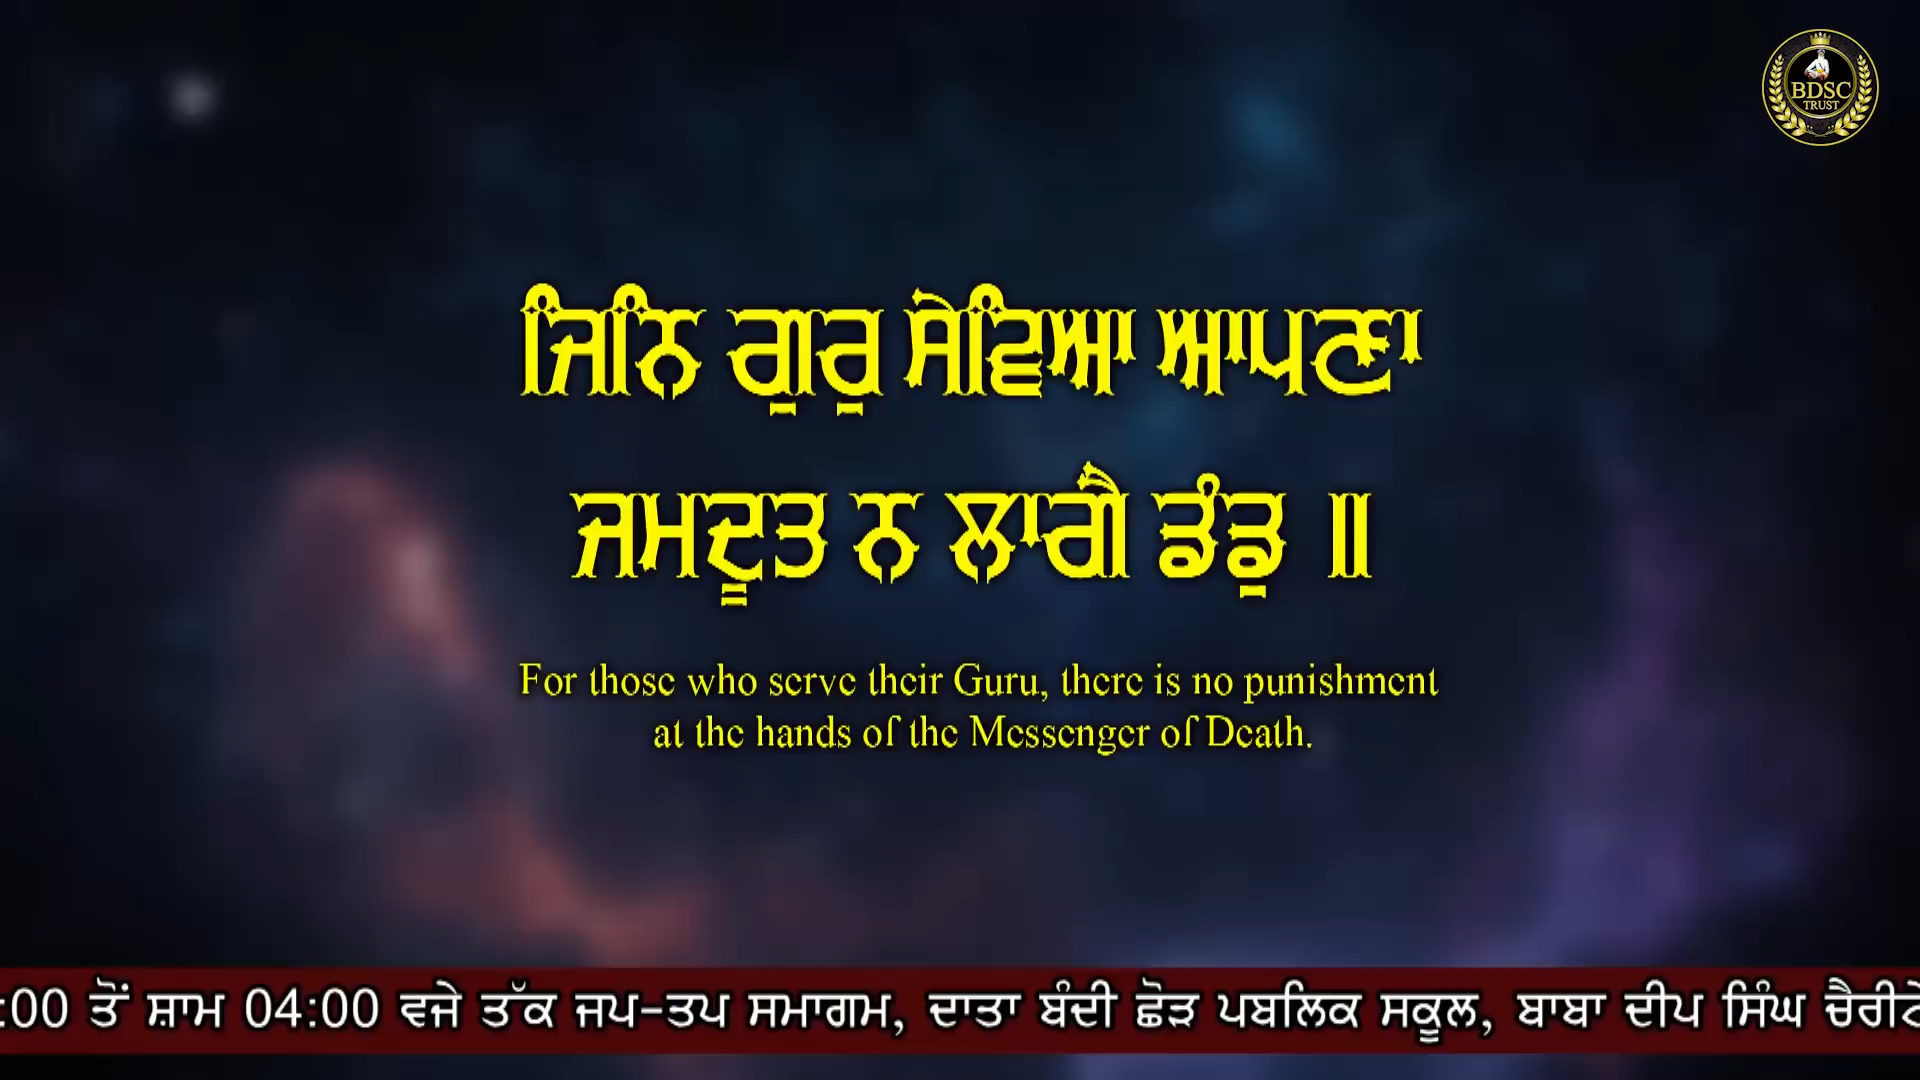 BDSC
TRUST
ਜਿੰਨਿ ਗੁਰੁ ਸੇਵਿੰਆ ਆਪਣਾ
ਜਮਦੂਤ ਨ ਲਾਗੈ ਡੰਡੁ ॥
For those who serve their Guru, there is no punishment
at the hands of the Messenger of Death.
:00 ਤੋਂ ਸ਼ਾਮ 04:00 ਵਜੇ ਤੱਕ ਜਪ-ਤਪ ਸਮਾਗਮ, ਦਾਤਾ ਬੰਦੀ ਛੋੜ ਪਬਲਿਕ ਸਕੂਲ, ਬਾਬਾ ਦੀਪ ਸਿੰਘ